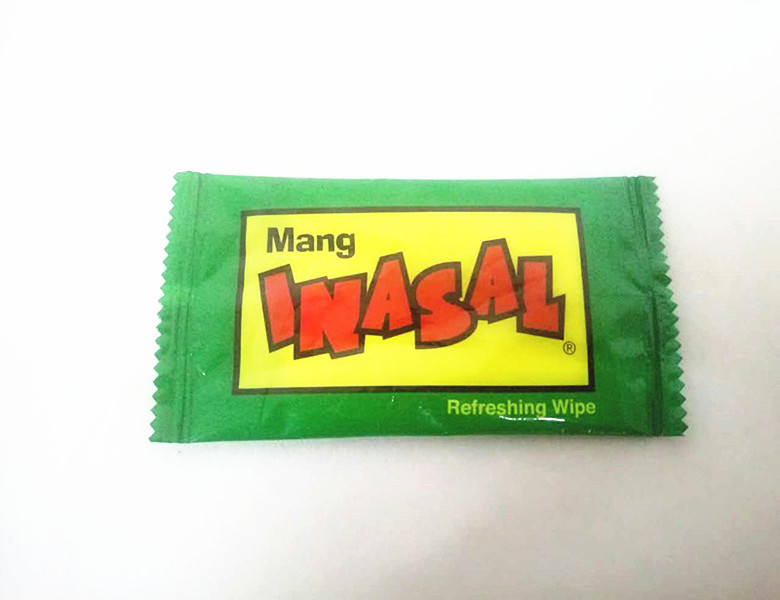 Mang
INASAL
®
Refreshing Wipe